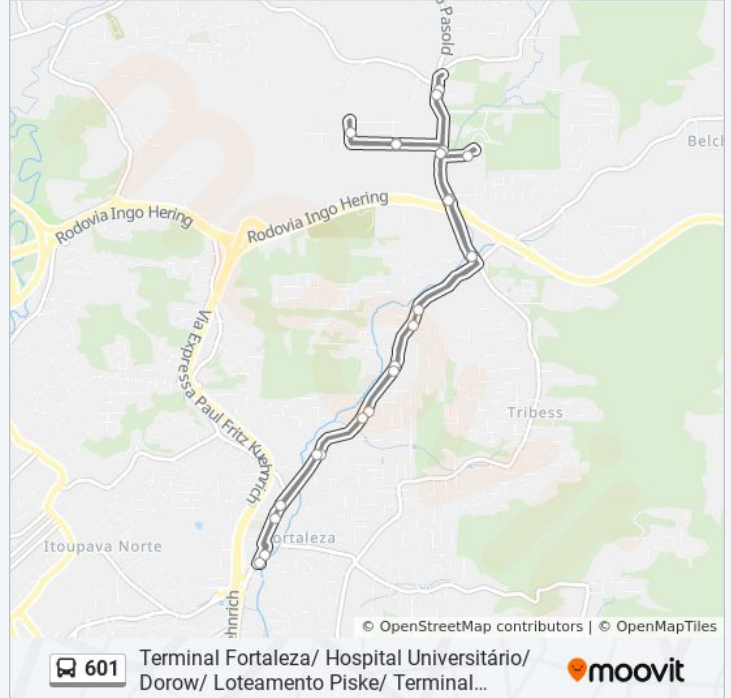 o Pasold
Belch
Rodovia Ingo Hering
Rodovia Ingo Hering
Via Expressa Paul Fritz Kuehnrich
Tribess
Itoupava Norte
ortaleza
ehnrich
© OpenStreetMap contributors | © OpenMapTiles
601
Terminal Fortaleza/ Hospital Universitário/
Dorow/ Loteamento Piske/ Terminal...
moovit